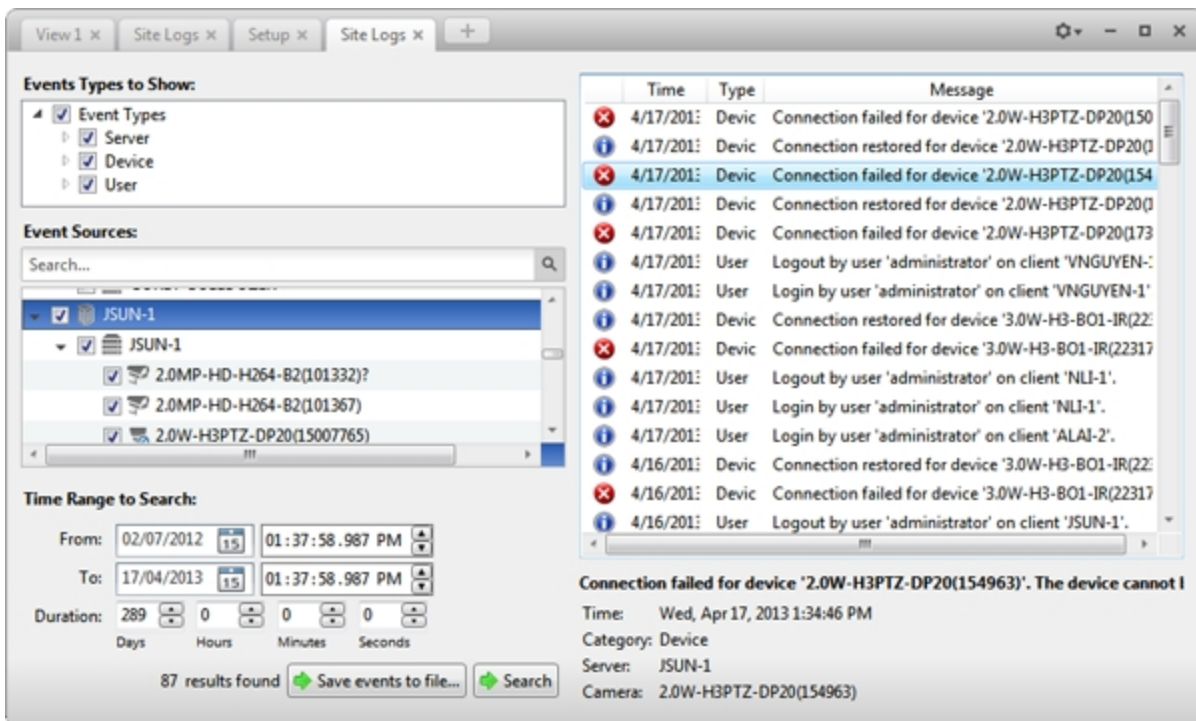 View 1 × Site Logs × Setup × Site Logs × +
Events Types to Show:
Event Types
Server
Device
User
Event Sources:
Search...
JSUN-1
JSUN-1
2.0MP-HD-H264-B2(101332)?
2.0MP-HD-H264-B2(101367)
2.0W-H3PTZ-DP20(15007765)
Time Range to Search:
From: 02/07/2012 15 01:37:58.987 PM
To: 17/04/2013 15 01:37:58.987 PM
Duration: 289 0 0 0
Days Hours Minutes Seconds
87 results found Save events to file... Search
Time Type Message
4/17/201 Devic Connection failed for device '2.0W-H3PTZ-DP20(150
4/17/201 Devic Connection restored for device '2.0W-H3PTZ-DP20(
4/17/201 Devic Connection failed for device '2.0W-H3PTZ-DP20(154
4/17/201 Devic Connection restored for device '2.0W-H3PTZ-DP20(
4/17/201 Devic Connection failed for device '2.0W-H3PTZ-DP20(173
4/17/201 User Logout by user 'administrator' on client 'VNGUYEN-
4/17/201 User Login by user 'administrator' on client 'VNGUYEN-1'
4/17/201 Devic Connection restored for device '3.0W-H3-BO1-IR(22
4/17/201 Devic Connection failed for device '3.0W-H3-BO1-IR(22317
4/17/201 User Logout by user 'administrator' on client 'NLI-1'.
4/17/201 User Login by user 'administrator' on client 'NLI-1'.
4/17/201 User Login by user 'administrator' on client 'ALAI-2'.
4/16/201 Devic Connection restored for device '3.0W-H3-BO1-IR(22
4/16/201 Devic Connection failed for device '3.0W-H3-BO1-IR(22317
4/16/201 User Logout by user 'administrator' on client 'JSUN-1'.
Connection failed for device '2.0W-H3PTZ-DP20(154963)'. The device cannot
Time: Wed, Apr 17, 2013 1:34:46 PM
Category: Device
Server: JSUN-1
Camera: 2.0W-H3PTZ-DP20(154963)